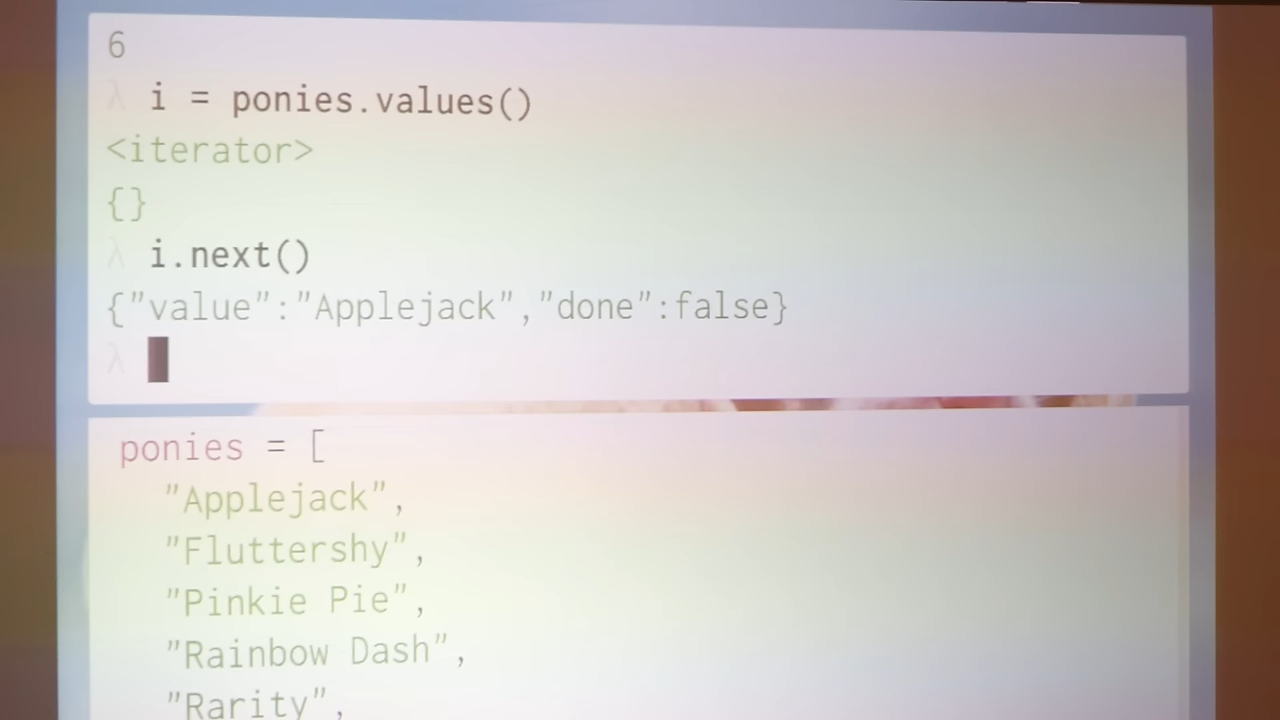 6
λ i = ponies.values()
<iterator>
{}
λ i.next()
{"value":"Applejack","done":false}
λ
ponies = [
"Applejack",
"Fluttershy",
"Pinkie Pie",
"Rainbow Dash",
"Rarity",